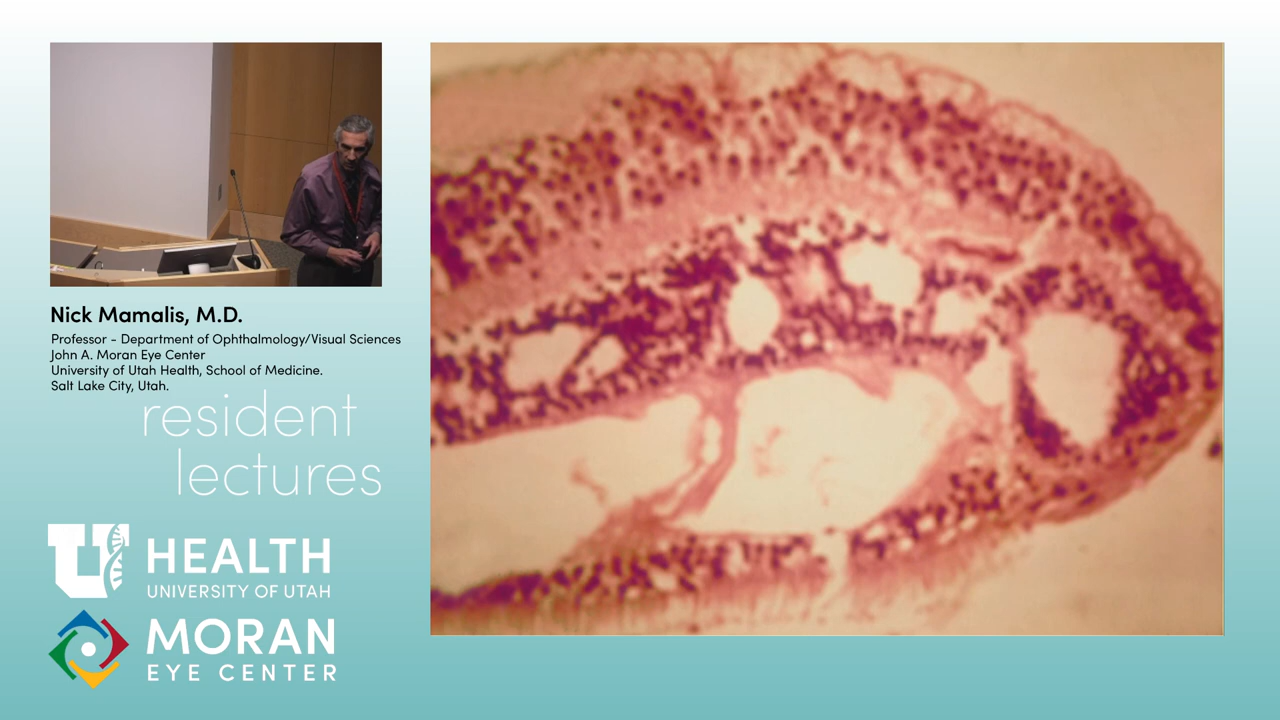 Nick Mamalis, M.D.
Professor - Department of Ophthalmology/Visual Sciences
John A. Moran Eye Center
University of Utah Health, School of Medicine.
Salt Lake City, Utah.
resident
lectures
U HEALTH
UNIVERSITY OF UTAH
MORAN
EYE CENTER